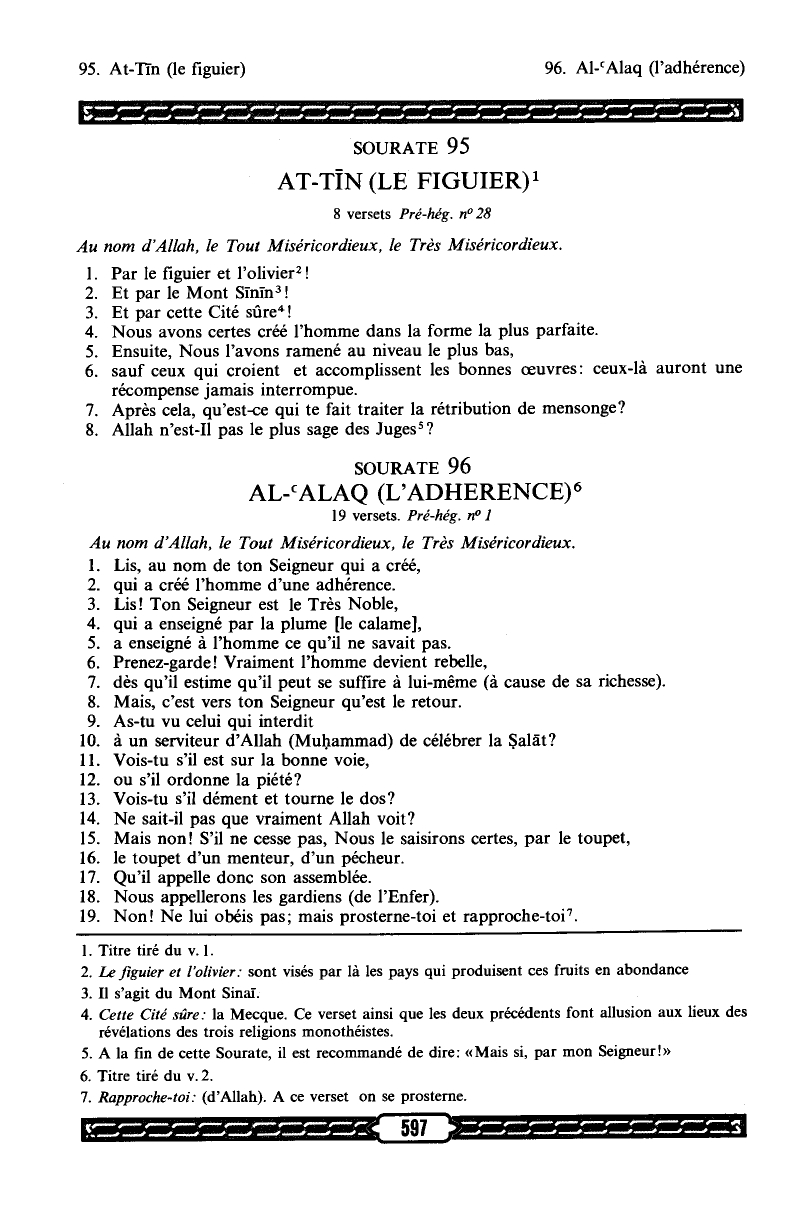 95. At-Tīn (le figuier) 96. Al-ʿAlaq (l'adhérence)
SOURATE 95
AT-TĪN (LE FIGUIER)¹
8 versets Pré-hég. nº 28
Au nom d'Allah, le Tout Miséricordieux, le Très Miséricordieux.
1. Par le figuier et l'olivier²!
2. Et par le Mont Sīnīn³!
3. Et par cette Cité sûre⁴!
4. Nous avons certes créé l'homme dans la forme la plus parfaite.
5. Ensuite, Nous l'avons ramené au niveau le plus bas,
6. sauf ceux qui croient et accomplissent les bonnes œuvres: ceux-là auront une
récompense jamais interrompue.
7. Après cela, qu'est-ce qui te fait traiter la rétribution de mensonge?
8. Allah n'est-Il pas le plus sage des Juges⁵?
SOURATE 96
AL-ʿALAQ (L'ADHERENCE)⁶
19 versets. Pré-hég. nº 1
Au nom d'Allah, le Tout Miséricordieux, le Très Miséricordieux.
1. Lis, au nom de ton Seigneur qui a créé,
2. qui a créé l'homme d'une adhérence.
3. Lis! Ton Seigneur est le Très Noble,
4. qui a enseigné par la plume [le calame],
5. a enseigné à l'homme ce qu'il ne savait pas.
6. Prenez-garde! Vraiment l'homme devient rebelle,
7. dès qu'il estime qu'il peut se suffire à lui-même (à cause de sa richesse).
8. Mais, c'est vers ton Seigneur qu'est le retour.
9. As-tu vu celui qui interdit
10. à un serviteur d'Allah (Muḥammad) de célébrer la Ṣalāt?
11. Vois-tu s'il est sur la bonne voie,
12. ou s'il ordonne la piété?
13. Vois-tu s'il dément et tourne le dos?
14. Ne sait-il pas que vraiment Allah voit?
15. Mais non! S'il ne cesse pas, Nous le saisirons certes, par le toupet,
16. le toupet d'un menteur, d'un pécheur.
17. Qu'il appelle donc son assemblée.
18. Nous appellerons les gardiens (de l'Enfer).
19. Non! Ne lui obéis pas; mais prosterne-toi et rapproche-toi⁷.
1. Titre tiré du v. 1.
2. Le figuier et l'olivier: sont visés par là les pays qui produisent ces fruits en abondance
3. Il s'agit du Mont Sinaī.
4. Cette Cité sûre: la Mecque. Ce verset ainsi que les deux précédents font allusion aux lieux des
révélations des trois religions monothéistes.
5. A la fin de cette Sourate, il est recommandé de dire: «Mais si, par mon Seigneur!»
6. Titre tiré du v. 2.
7. Rapproche-toi: (d'Allah). A ce verset on se prosterne.
597